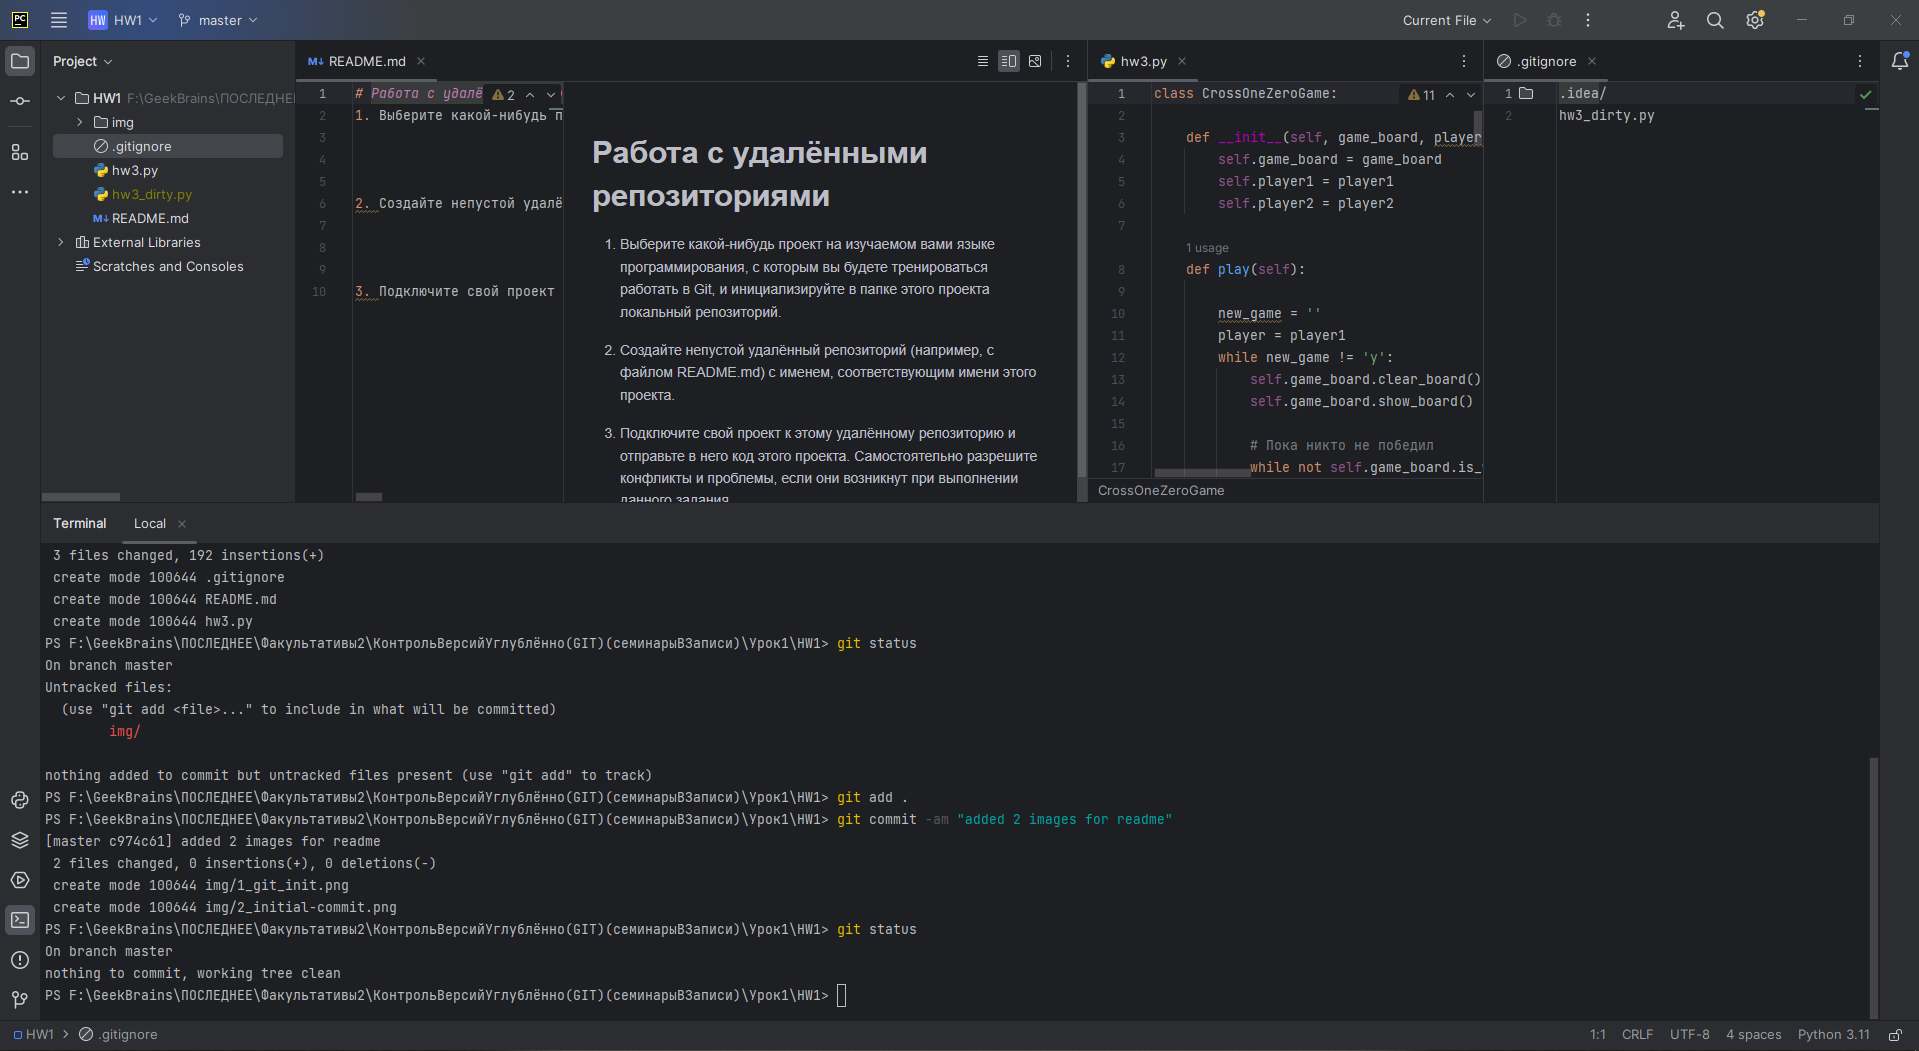 PC
HW HW1
master
Current File
Project
HW1 F:\GeekBrains\ПОСЛЕДНЕЕ
img
.gitignore
hw3.py
hw3_dirty.py
README.md
External Libraries
Scratches and Consoles
README.md
1 # Работа с удалё
2
2 1. Выберите какой-нибудь п
3
4
5
6 2. Создайте непустой удалё
7
8
9
10 3. Подключите свой проект
Работа с удалёнными
репозиториями
1. Выберите какой-нибудь проект на изучаемом вами языке
программирования, с которым вы будете тренироваться
работать в Git, и инициализируйте в папке этого проекта
локальный репозиторий.
2. Создайте непустой удалённый репозиторий (например, с
файлом README.md) с именем, соответствующим имени этого
проекта.
3. Подключите свой проект к этому удалённому репозиторию и
отправьте в него код этого проекта. Самостоятельно разрешите
конфликты и проблемы, если они возникнут при выполнении
данного задания
hw3.py
1 class CrossOneZeroGame:
11
2
3 def __init__(self, game_board, player
4 self.game_board = game_board
5 self.player1 = player1
6 self.player2 = player2
7
1 usage
8 def play(self):
9
10 new_game = ''
11 player = player1
12 while new_game != 'y':
13 self.game_board.clear_board()
14 self.game_board.show_board()
15
16 # Пока никто не победил
17 while not self.game_board.is_
CrossOneZeroGame
.gitignore
1 .idea/
2 hw3_dirty.py
Terminal
Local
3 files changed, 192 insertions(+)
create mode 100644 .gitignore
create mode 100644 README.md
create mode 100644 hw3.py
PS F:\GeekBrains\ПОСЛЕДНЕЕ\Факультативы2\КонтрольВерсийУглублённо(GIT)(семинарыВЗаписи)\Урок1\HW1> git status
On branch master
Untracked files:
(use "git add <file>..." to include in what will be committed)
img/
nothing added to commit but untracked files present (use "git add" to track)
PS F:\GeekBrains\ПОСЛЕДНЕЕ\Факультативы2\КонтрольВерсийУглублённо(GIT)(семинарыВЗаписи)\Урок1\HW1> git add .
PS F:\GeekBrains\ПОСЛЕДНЕЕ\Факультативы2\КонтрольВерсийУглублённо(GIT)(семинарыВЗаписи)\Урок1\HW1> git commit -am "added 2 images for readme"
[master c974c61] added 2 images for readme
2 files changed, 0 insertions(+), 0 deletions(-)
create mode 100644 img/1_git_init.png
create mode 100644 img/2_initial-commit.png
PS F:\GeekBrains\ПОСЛЕДНЕЕ\Факультативы2\КонтрольВерсийУглублённо(GIT)(семинарыВЗаписи)\Урок1\HW1> git status
On branch master
nothing to commit, working tree clean
PS F:\GeekBrains\ПОСЛЕДНЕЕ\Факультативы2\КонтрольВерсийУглублённо(GIT)(семинарыВЗаписи)\Урок1\HW1>
HW1 > .gitignore
1:1 CRLF UTF-8 4 spaces Python 3.11